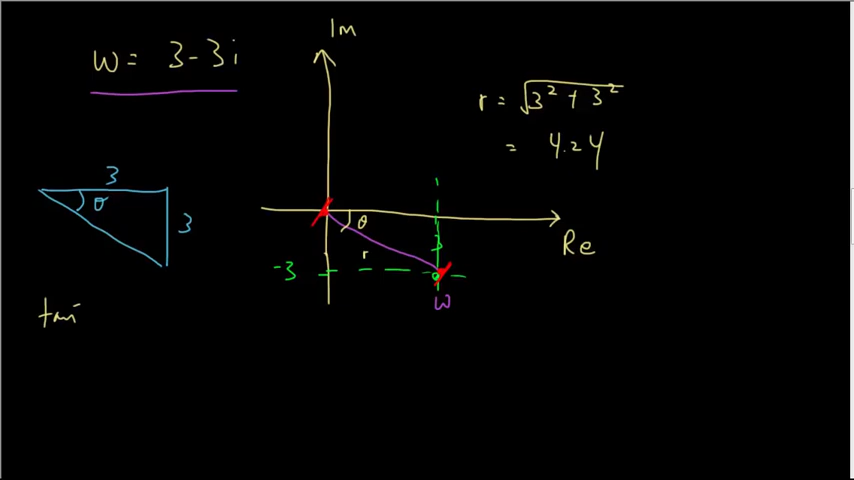 Im
W = 3 - 3i
r = √3² + 3²
= 4.24
3
θ
3
θ
3
Re
r
-3
W
tan